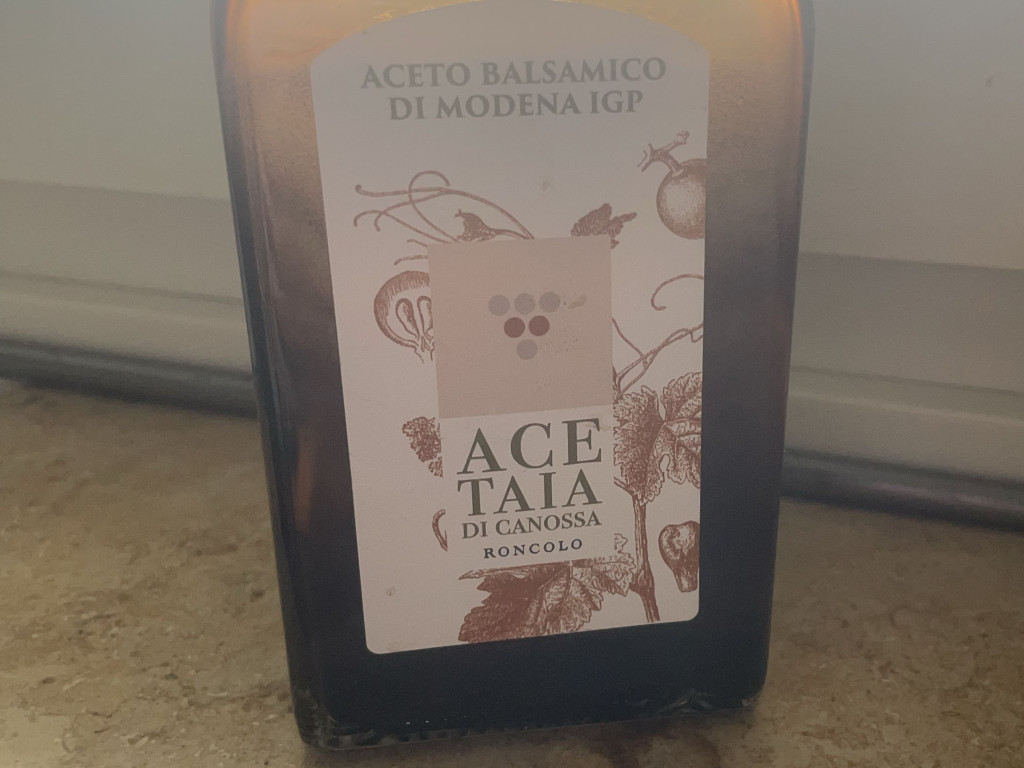 ACETO BALSAMICO
DI MODENA IGP
ACE
TAIA
DI CANOSSA
RONCOLO